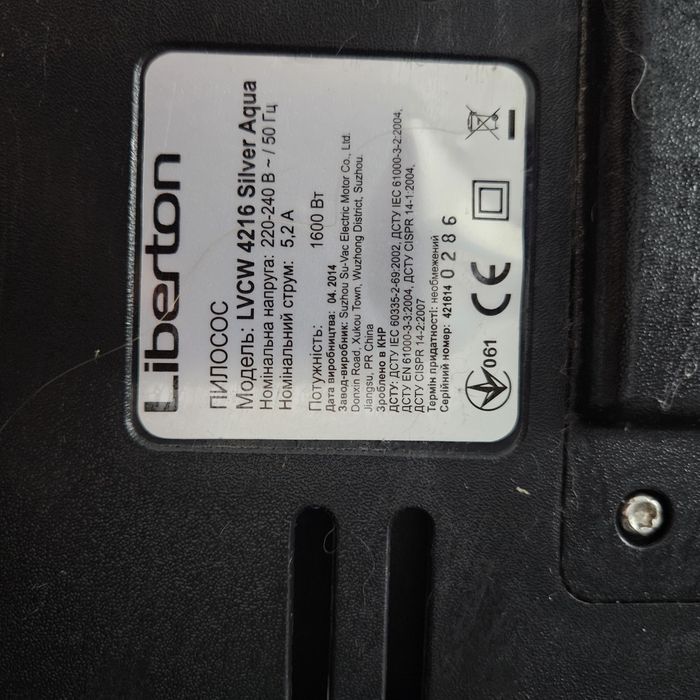 Liberton
ПИЛОСОС
Модель: LVCW 4216 Silver Aqua
Номінальна напруга: 220-240 В ~ / 50 Гц
Номінальний струм: 5,2 А
Потужність: 1600 Вт
Дата виробництва: 04. 2014
Завод-виробник: Suzhou Su-Vac Electric Motor Co., Ltd.
Donxin Road, Xukou Town, Wuzhong District, Suzhou.
Jiangsu, PR China
Зроблено в КНР
ДСТУ: ДСТУ IEC 60335-2-69:2002, ДСТУ IEC 61000-3-2:2004,
ДСТУ EN 61000-3-3:2004, ДСТУ CISPR 14-1:2004,
ДСТУ CISPR 14-2:2007.
Термін придатності: необмежений
Серійний номер: 421614 0 2 8 6
061
CE